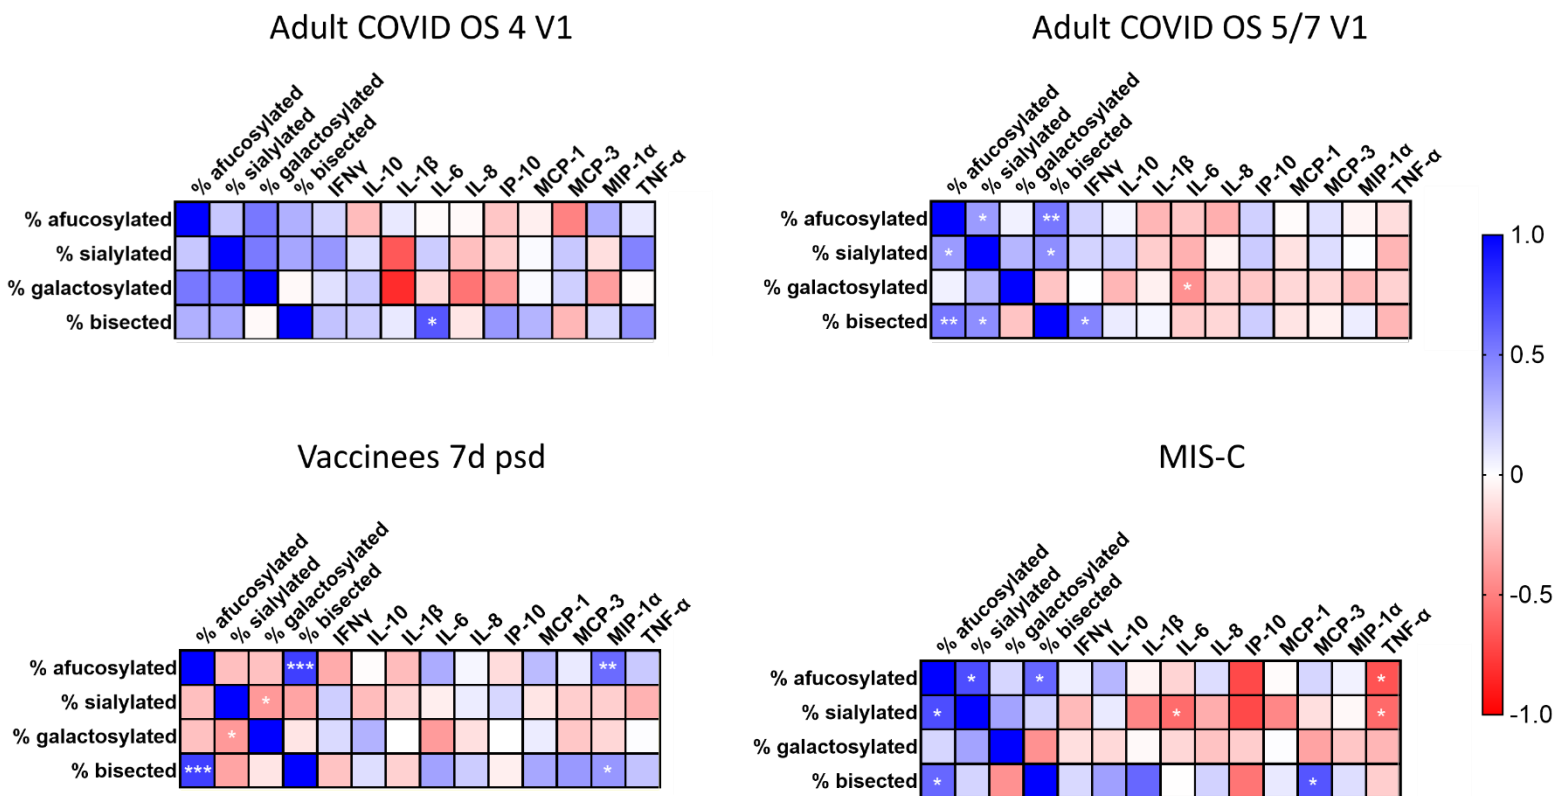 Adult COVID OS 4 V1
% afucosylated
% sialylated
% galactosylated
% bisected
IFNγ
IL-10
IL-1β
IL-6
IL-8
IP-10
MCP-1
MCP-3
MIP-1α
TNF-α
% afucosylated
% sialylated
% galactosylated
% bisected
*
Adult COVID OS 5/7 V1
% afucosylated
% sialylated
% galactosylated
% bisected
IFNγ
IL-10
IL-1β
IL-6
IL-8
IP-10
MCP-1
MCP-3
MIP-1α
TNF-α
% afucosylated * **
% sialylated * *
% galactosylated *
% bisected ** * *
1.0
0.5
0
-0.5
-1.0
Vaccinees 7d psd
% afucosylated
% sialylated
% galactosylated
% bisected
IFNγ
IL-10
IL-1β
IL-6
IL-8
IP-10
MCP-1
MCP-3
MIP-1α
TNF-α
% afucosylated *** **
% sialylated *
% galactosylated *
% bisected *** *
MIS-C
% afucosylated
% sialylated
% galactosylated
% bisected
IFNγ
IL-10
IL-1β
IL-6
IL-8
IP-10
MCP-1
MCP-3
MIP-1α
TNF-α
% afucosylated * * *
% sialylated * * *
% galactosylated
% bisected * *